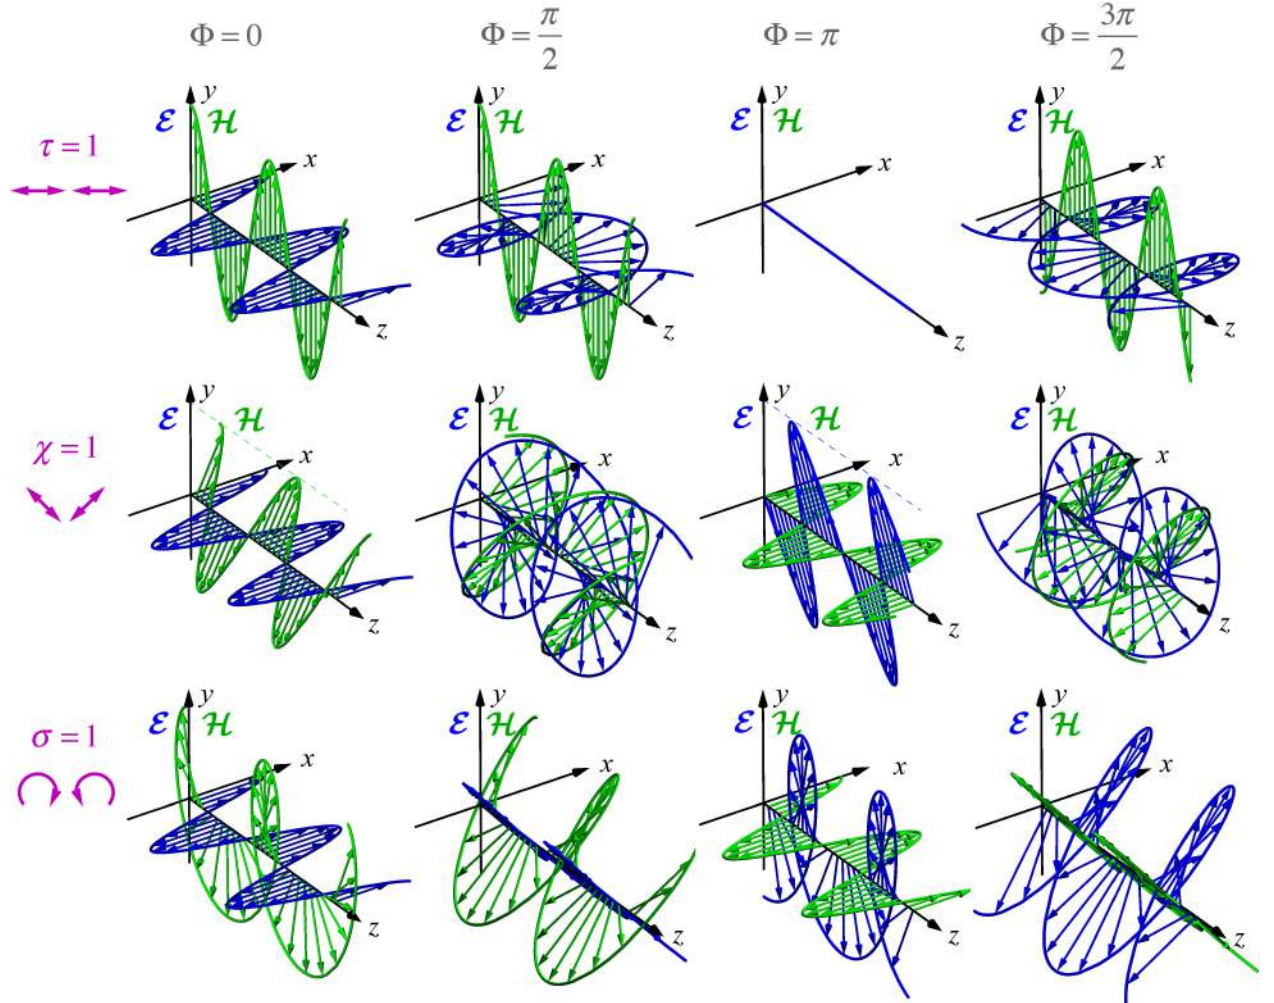 Φ = 0
Φ = π/2
Φ = π
Φ = 3π/2
τ = 1
y
ℰ ℋ
x
z
y
ℰ ℋ
x
z
y
ℰ ℋ
x
z
y
ℰ ℋ
x
z
χ = 1
y
ℰ ℋ
x
z
y
ℰ ℋ
x
z
y
ℰ ℋ
x
z
y
ℰ ℋ
x
z
σ = 1
y
ℰ ℋ
x
z
y
ℰ ℋ
x
z
y
ℰ ℋ
x
z
y
ℰ ℋ
x
z